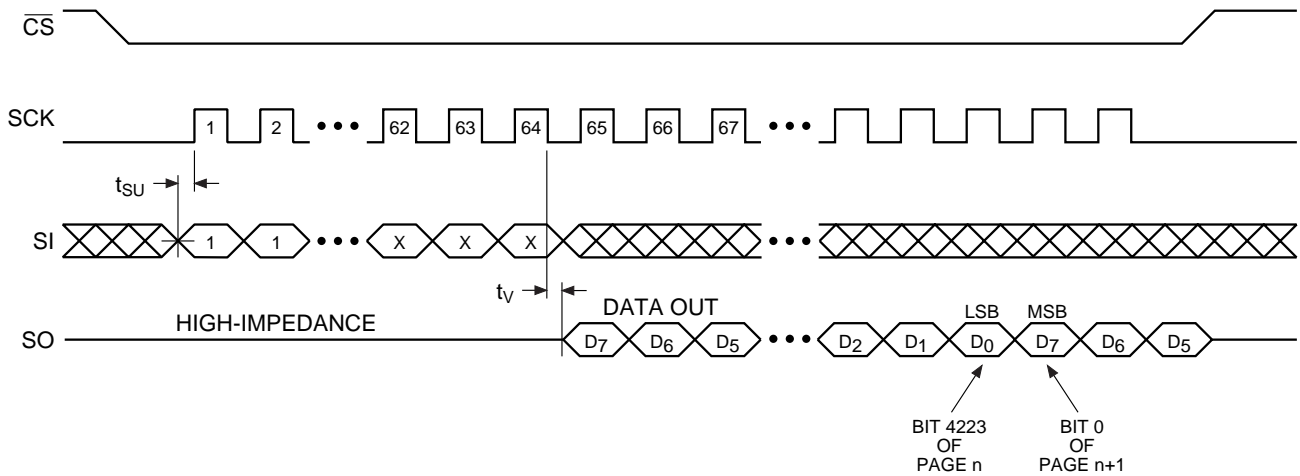 CS
SCK
1 2 ••• 62 63 64 65 66 67 •••
tSU
SI
1 1 ••• X X X •••
tV
HIGH-IMPEDANCE
DATA OUT
LSB MSB
SO
D7 D6 D5 ••• D2 D1 D0 D7 D6 D5
BIT 4223
OF
PAGE n
BIT 0
OF
PAGE n+1